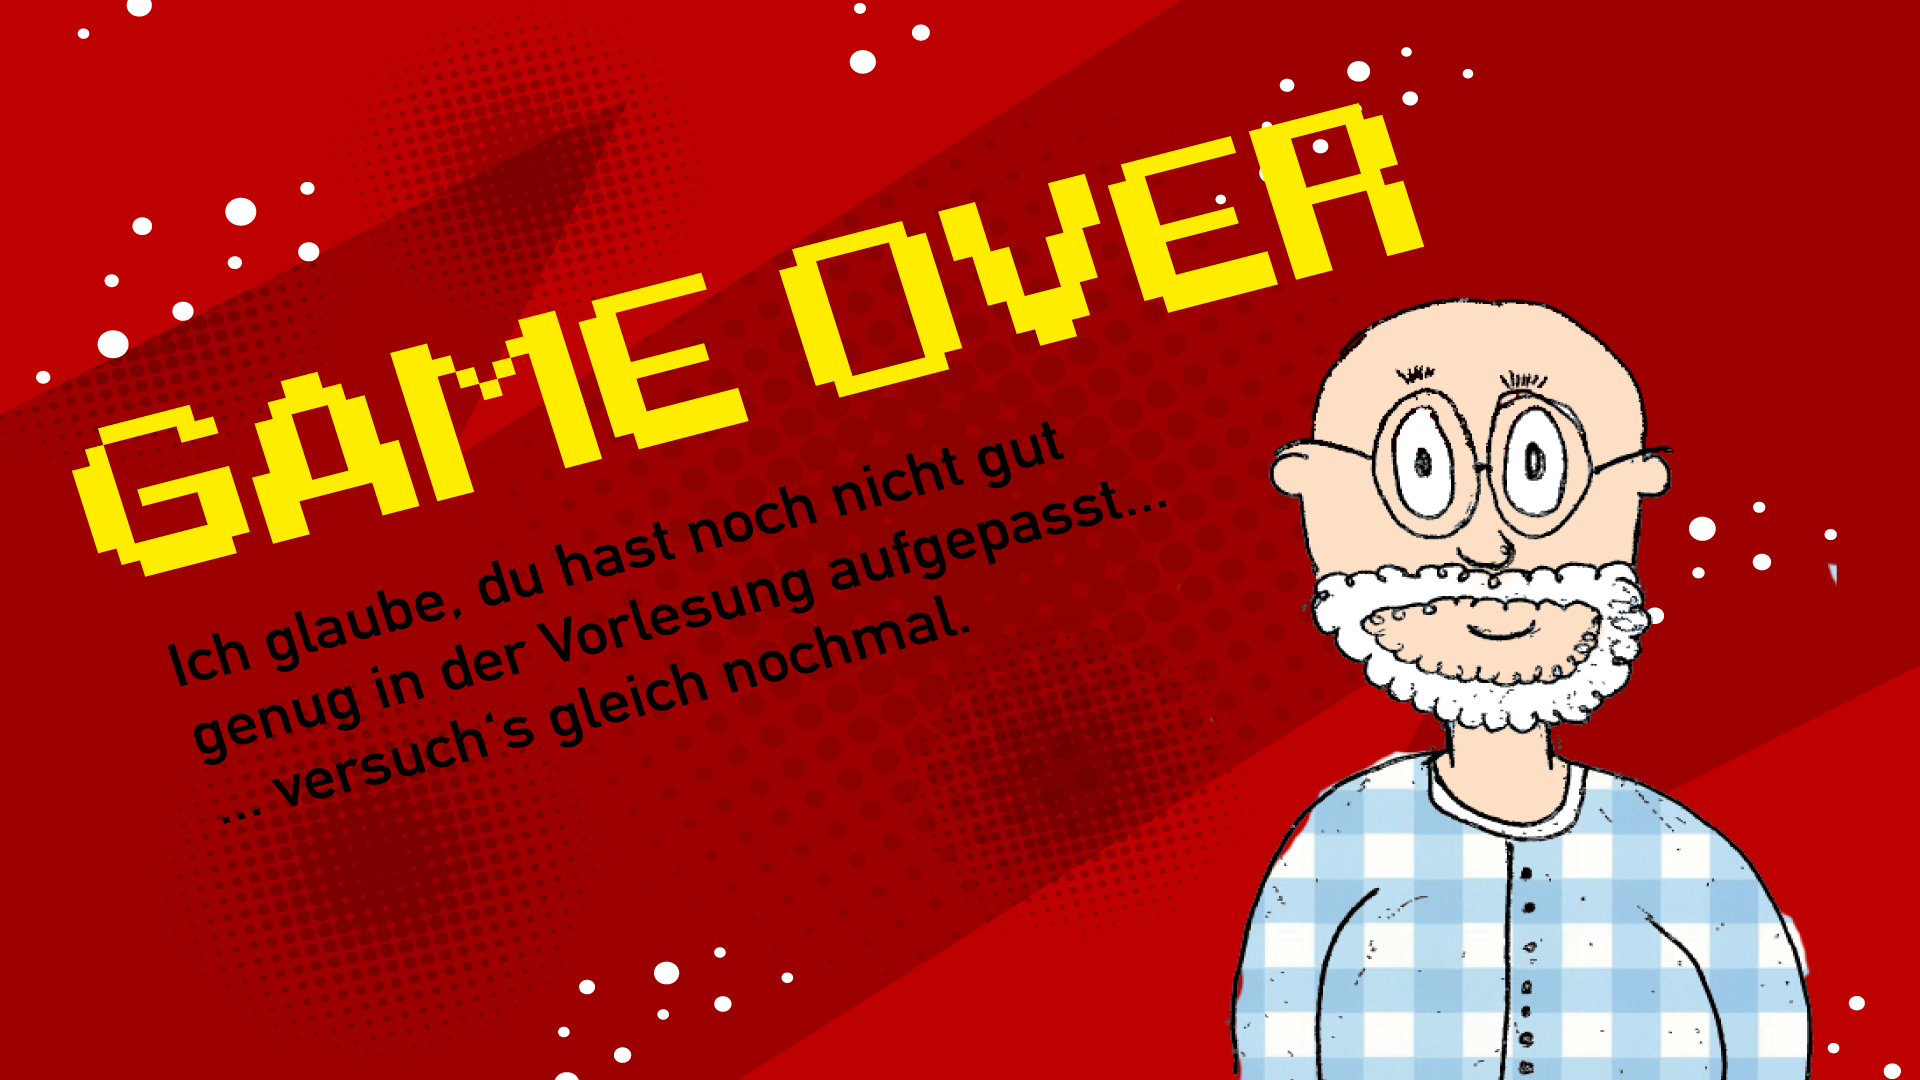 GAME OVER
Ich glaube, du hast noch nicht gut
genug in der Vorlesung aufgepasst...
... versuch's gleich nochmal.